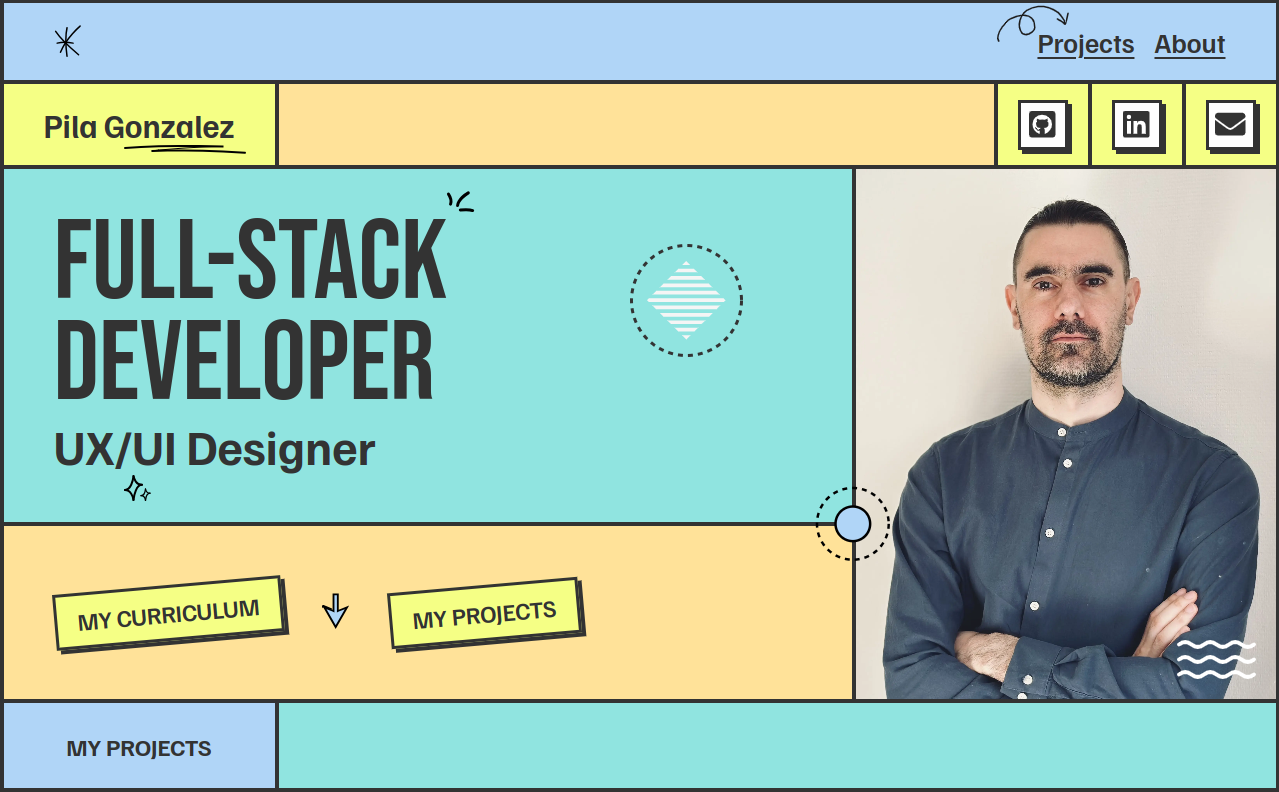 Projects About
Pila Gonzalez
FULL-STACK
DEVELOPER
UX/UI Designer
MY CURRICULUM
MY PROJECTS
MY PROJECTS